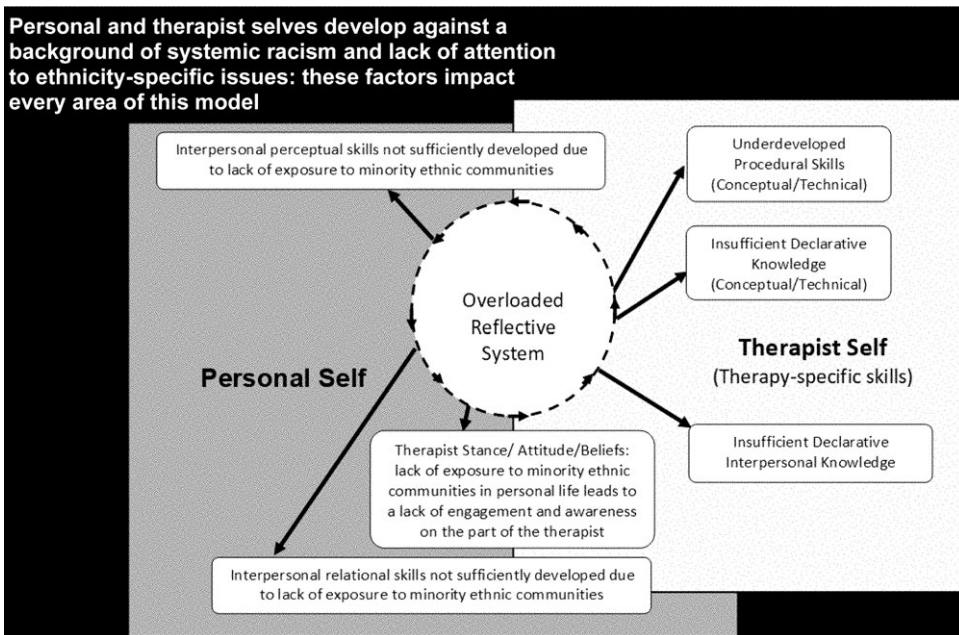 Personal and therapist selves develop against a
background of systemic racism and lack of attention
to ethnicity-specific issues: these factors impact
every area of this model
Interpersonal perceptual skills not sufficiently developed due
to lack of exposure to minority ethnic communities
Underdeveloped
Procedural Skills
(Conceptual/Technical)
Insufficient Declarative
Knowledge
(Conceptual/Technical)
Overloaded
Reflective
System
Personal Self
Therapist Self
(Therapy-specific skills)
Therapist Stance/ Attitude/Beliefs:
lack of exposure to minority ethnic
communities in personal life leads to
a lack of engagement and awareness
on the part of the therapist
Insufficient Declarative
Interpersonal Knowledge
Interpersonal relational skills not sufficiently developed due
to lack of exposure to minority ethnic communities